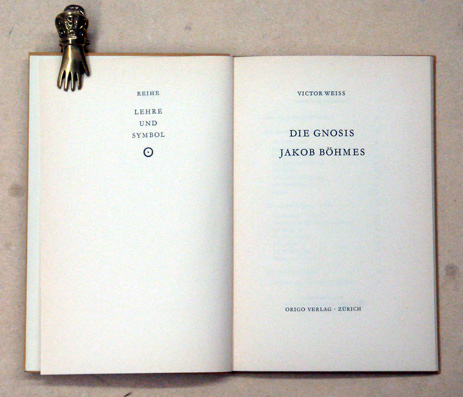 REIHE
LEHRE
UND
SYMBOL
VICTOR WEISS
DIE GNOSIS
JAKOB BÖHMES
ORIGO VERLAG · ZÜRICH